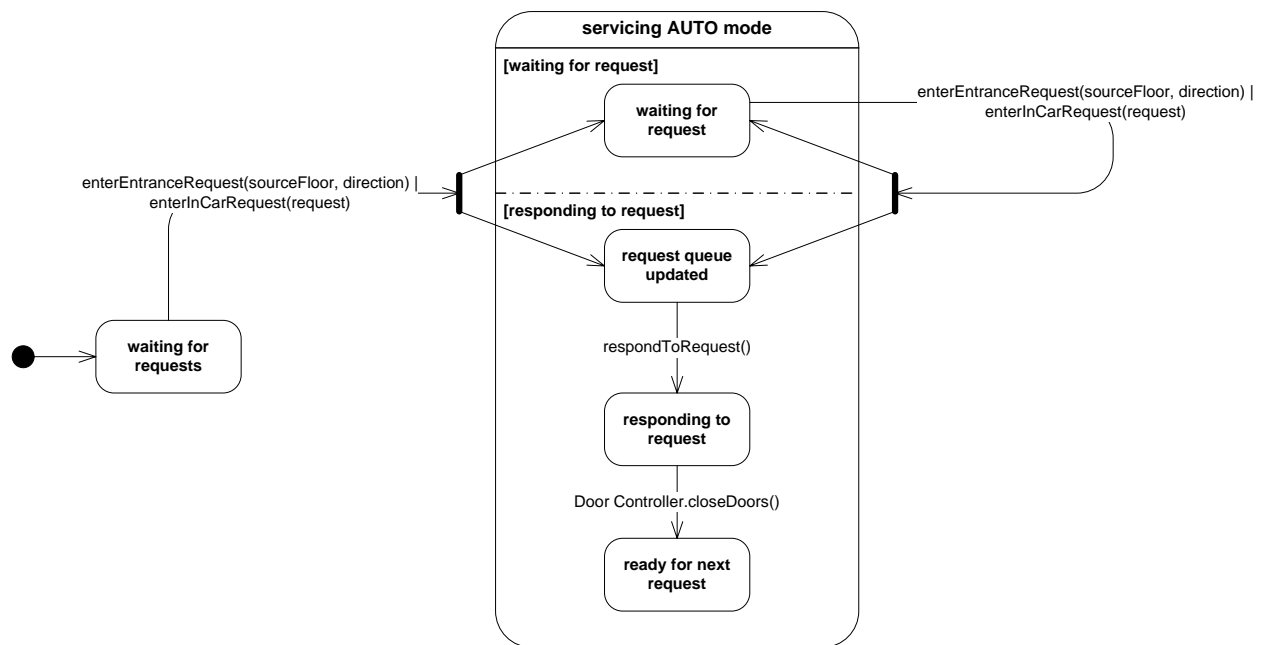 servicing AUTO mode
[waiting for request]
waiting for
request
enterEntranceRequest(sourceFloor, direction) |
enterInCarRequest(request)
enterEntranceRequest(sourceFloor, direction) |
enterInCarRequest(request)
[responding to request]
request queue
updated
waiting for
requests
respondToRequest()
responding to
request
Door Controller.closeDoors()
ready for next
request